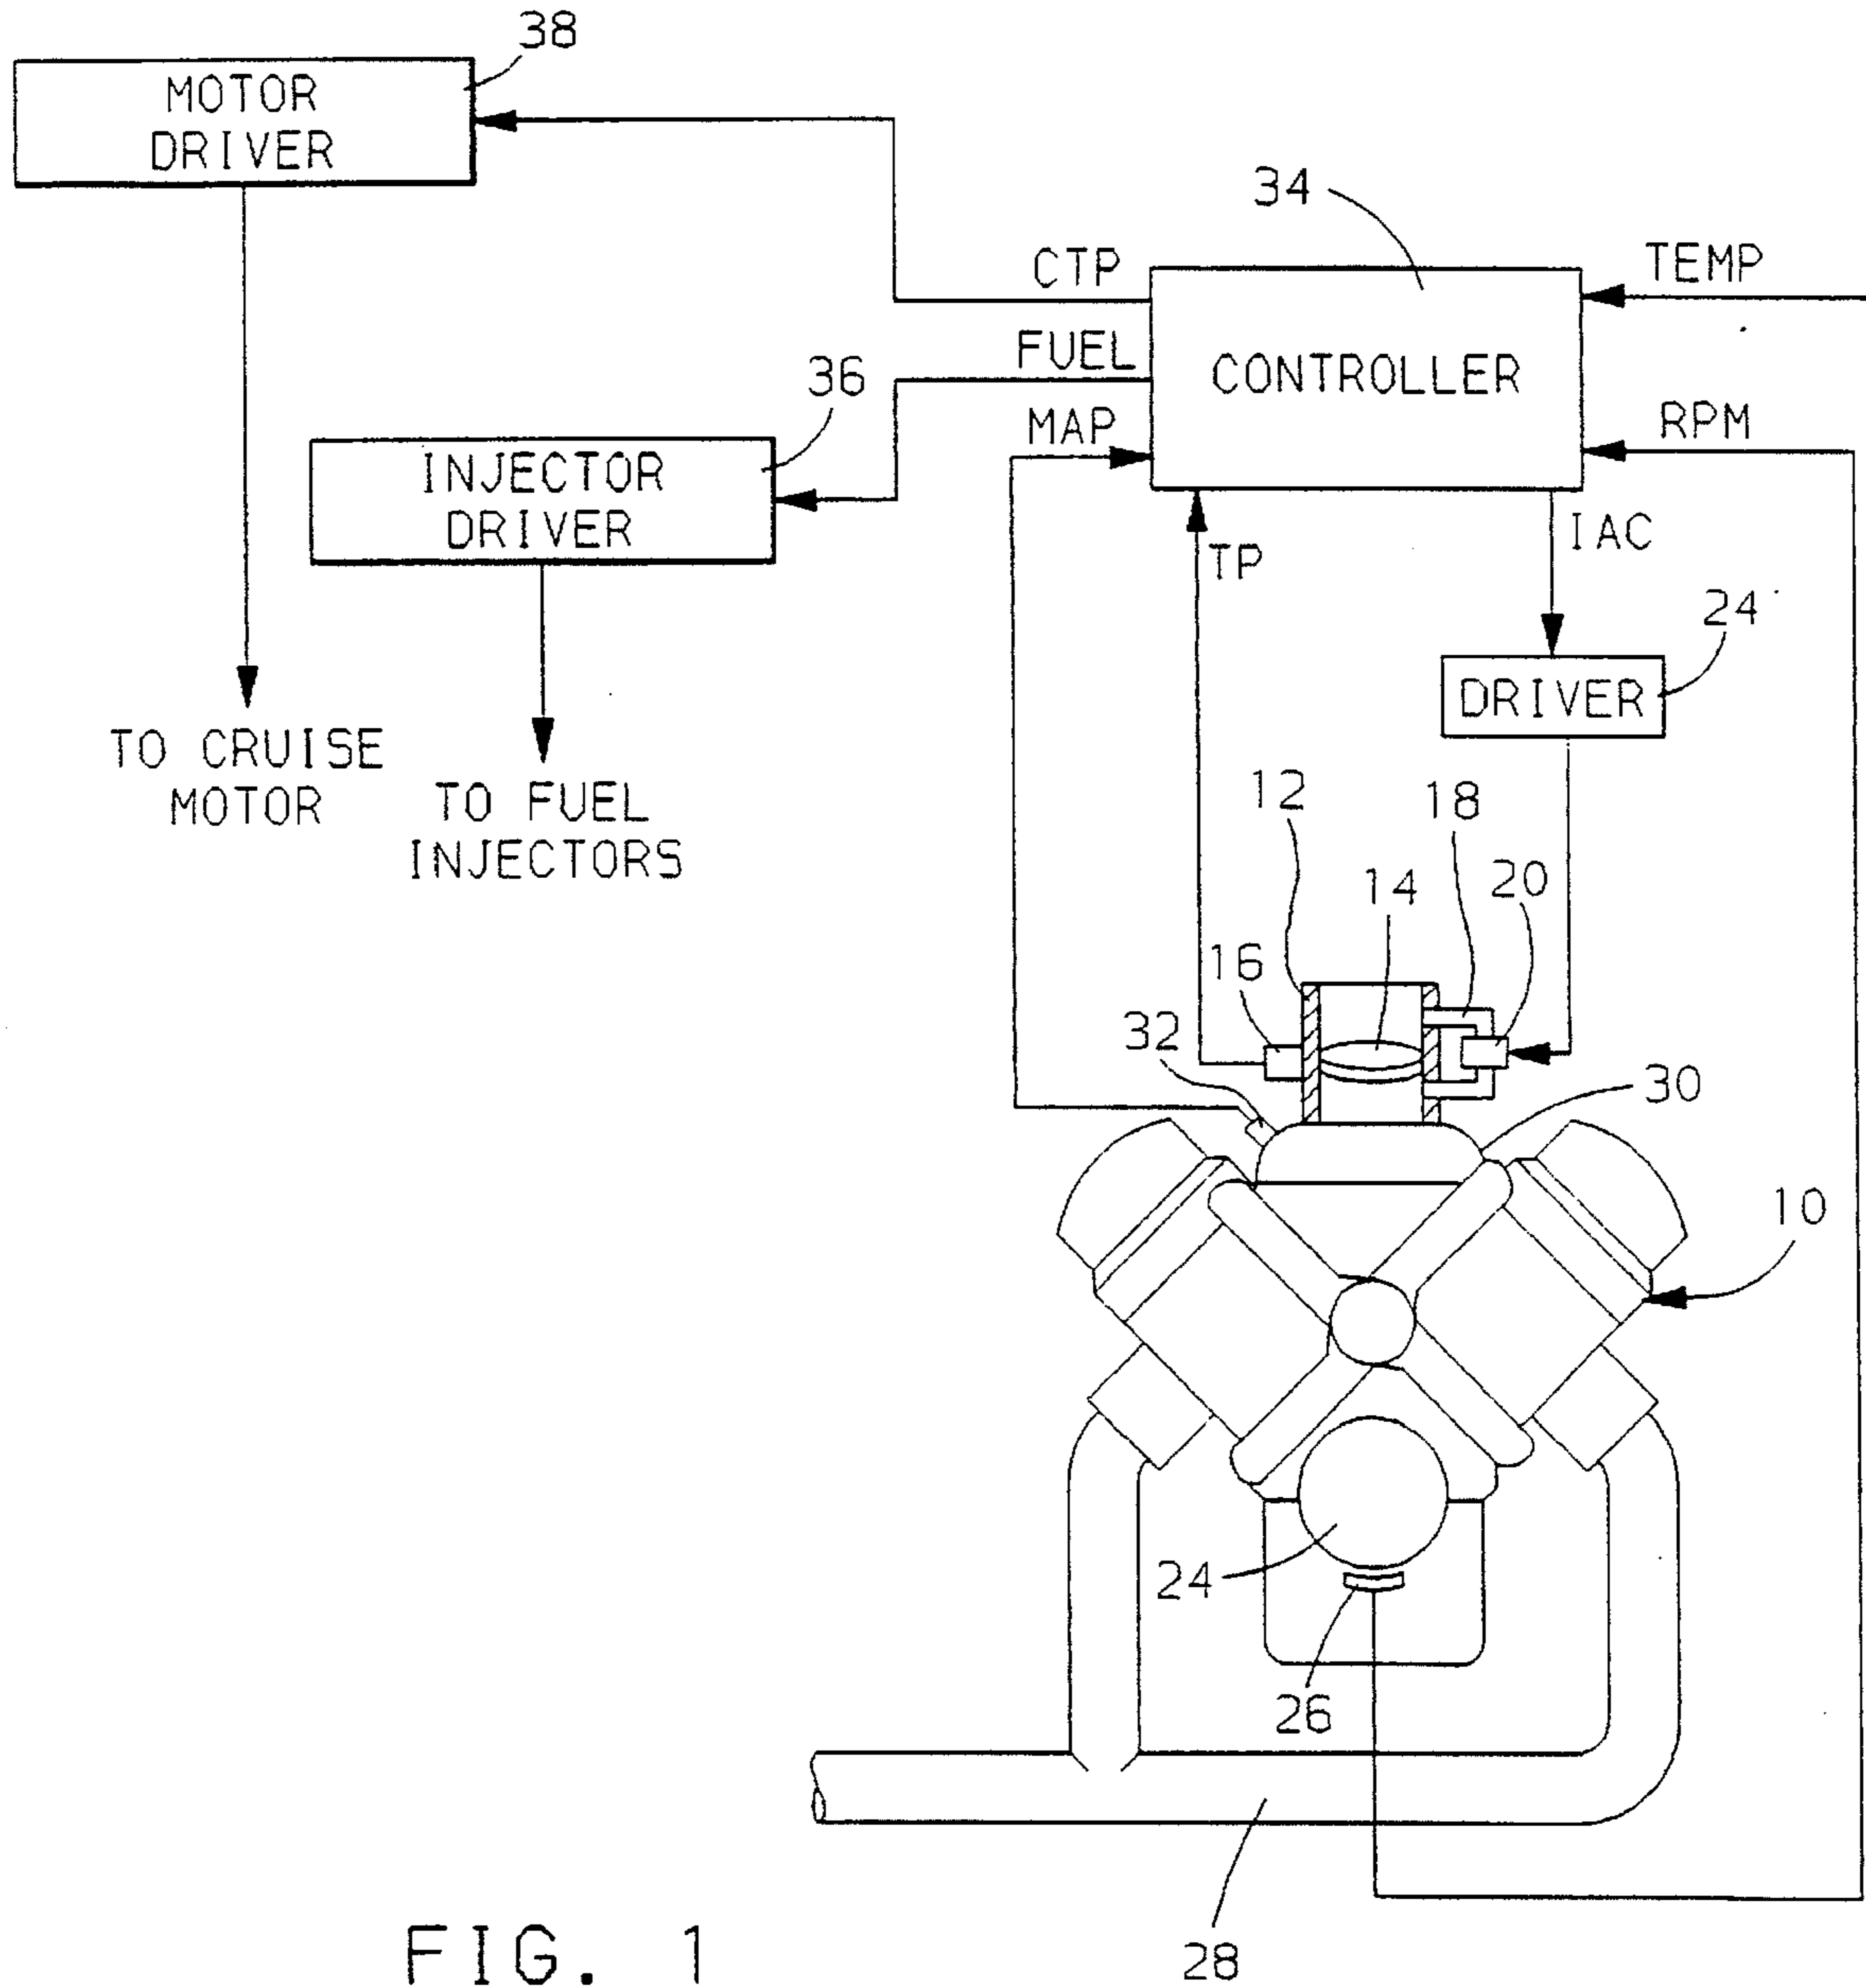 38
MOTOR
DRIVER
34
CTP
TEMP
FUEL
CONTROLLER
36
MAP
RPM
INJECTOR
DRIVER
TP
IAC
24
DRIVER
TO CRUISE
MOTOR
TO FUEL
INJECTORS
12
18
14
20
16
32
30
10
24
26
28
FIG. 1